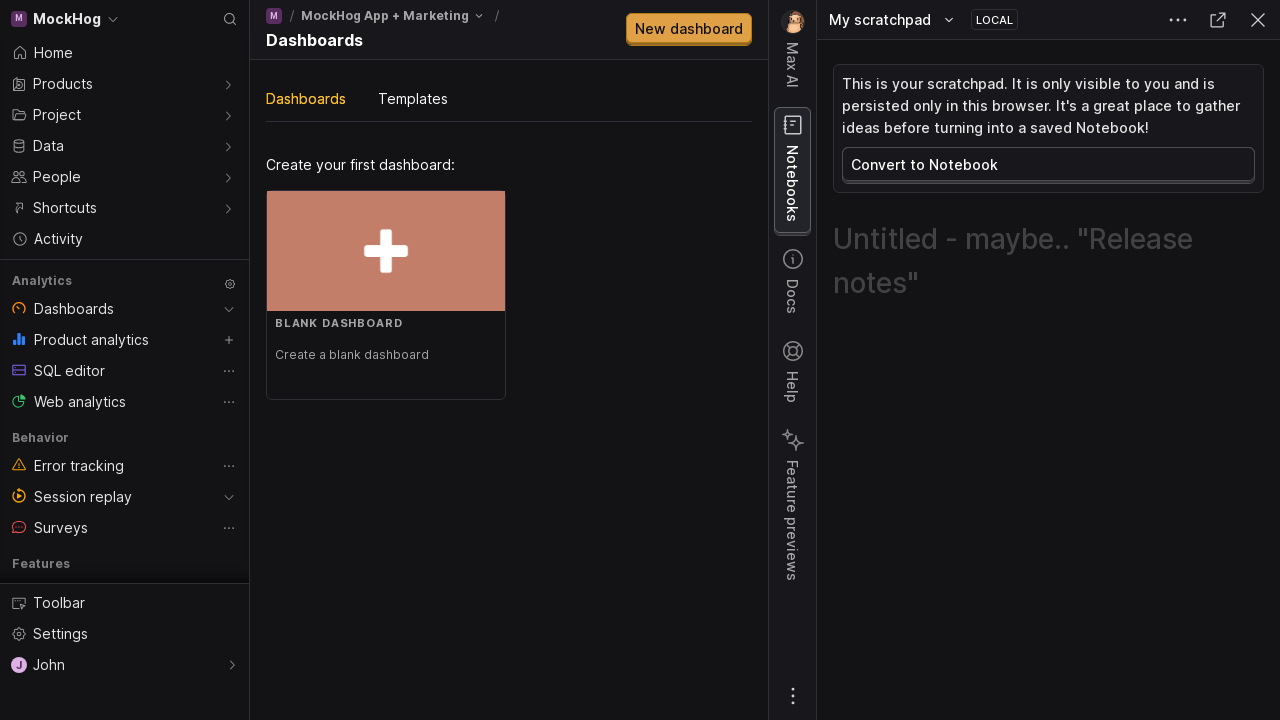 M MockHog
Home
Products
Project
Data
People
Shortcuts
Activity
Analytics
Dashboards
Product analytics
SQL editor
Web analytics
Behavior
Error tracking
Session replay
Surveys
Features
Toolbar
Settings
J John
M / MockHog App + Marketing /
Dashboards
New dashboard
Dashboards Templates
Create your first dashboard:
BLANK DASHBOARD
Create a blank dashboard
Max AI
Notebooks
Docs
Help
Feature previews
My scratchpad LOCAL
This is your scratchpad. It is only visible to you and is
persisted only in this browser. It's a great place to gather
ideas before turning into a saved Notebook!
Convert to Notebook
Untitled - maybe.. "Release
notes"